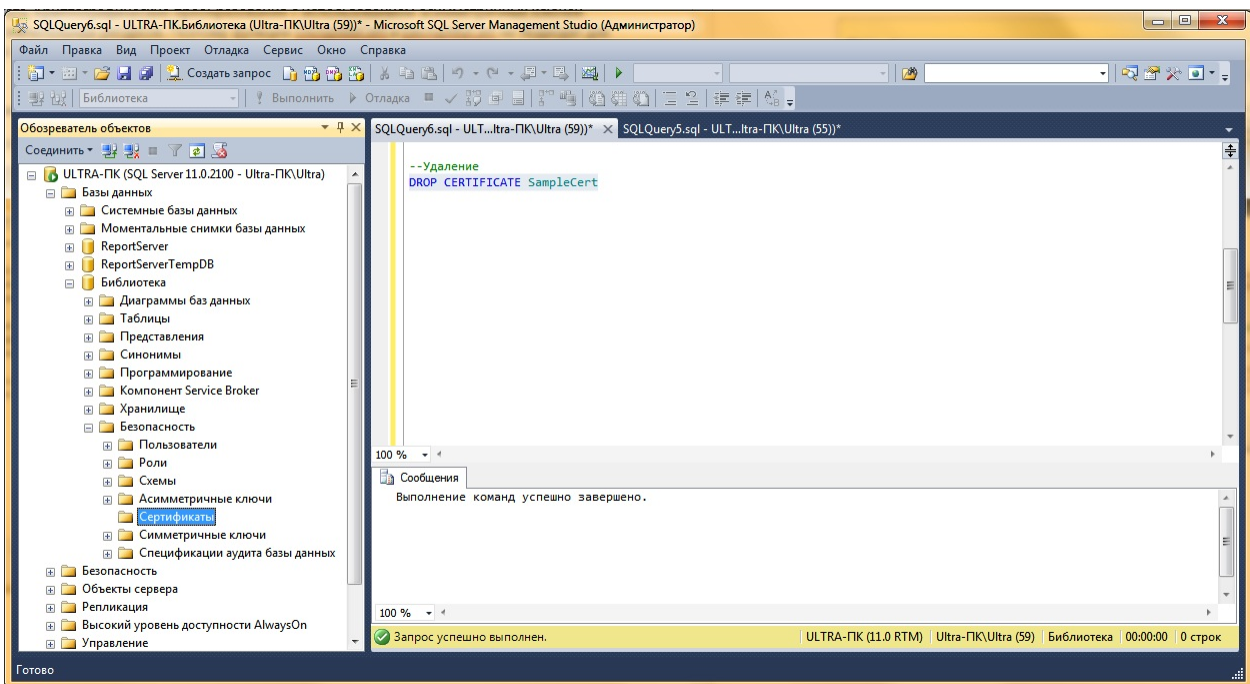 SQLQuery6.sql - ULTRA-ПК.Библиотека (Ultra-ПК\Ultra (59))* - Microsoft SQL Server Management Studio (Администратор)
Файл Правка Вид Проект Отладка Сервис Окно Справка
Создать запрос
Библиотека Выполнить Отладка
Обозреватель объектов
SQLQuery6.sql - ULT...ltra-ПК\Ultra (59))* SQLQuery5.sql - ULT...ltra-ПК\Ultra (55))*
Соединить
ULTRA-ПК (SQL Server 11.0.2100 - Ultra-ПК\Ultra)
Базы данных
Системные базы данных
Моментальные снимки базы данных
ReportServer
ReportServerTempDB
Библиотека
Диаграммы баз данных
Таблицы
Представления
Синонимы
Программирование
Компонент Service Broker
Хранилище
Безопасность
Пользователи
Роли
Схемы
Асимметричные ключи
Сертификаты
Симметричные ключи
Спецификации аудита базы данных
Безопасность
Объекты сервера
Репликация
Высокий уровень доступности AlwaysOn
Управление
--Удаление
DROP CERTIFICATE SampleCert
100 %
Сообщения
Выполнение команд успешно завершено.
100 %
Запрос успешно выполнен. ULTRA-ПК (11.0 RTM) Ultra-ПК\Ultra (59) Библиотека 00:00:00 0 строк
Готово